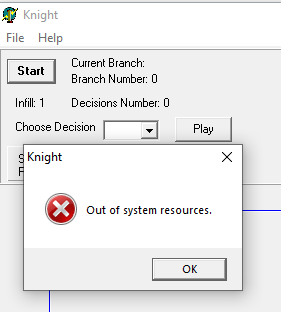 Knight
File Help
Start
Current Branch:
Branch Number: 0
Infill: 1
Decisions Number: 0
Choose Decision
Play
Knight
Out of system resources.
OK